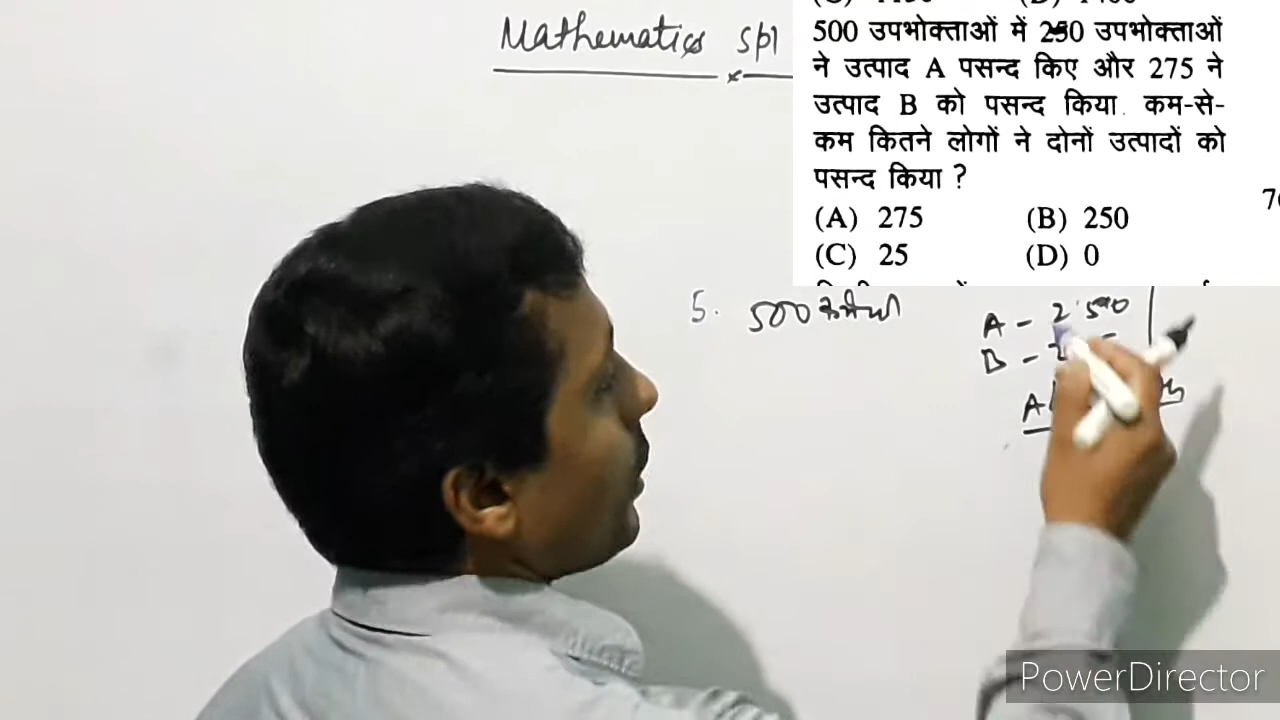 Mathematics spl
500 उपभोक्ताओं में 250 उपभोक्ताओं
ने उत्पाद A पसन्द किए और 275 ने
उत्पाद B को पसन्द किया. कम-से-
कम कितने लोगों ने दोनों उत्पादों को
पसन्द किया ?
(A) 275 (B) 250
(C) 25 (D) 0
5. 500
A - 250
B - 2
A
PowerDirector